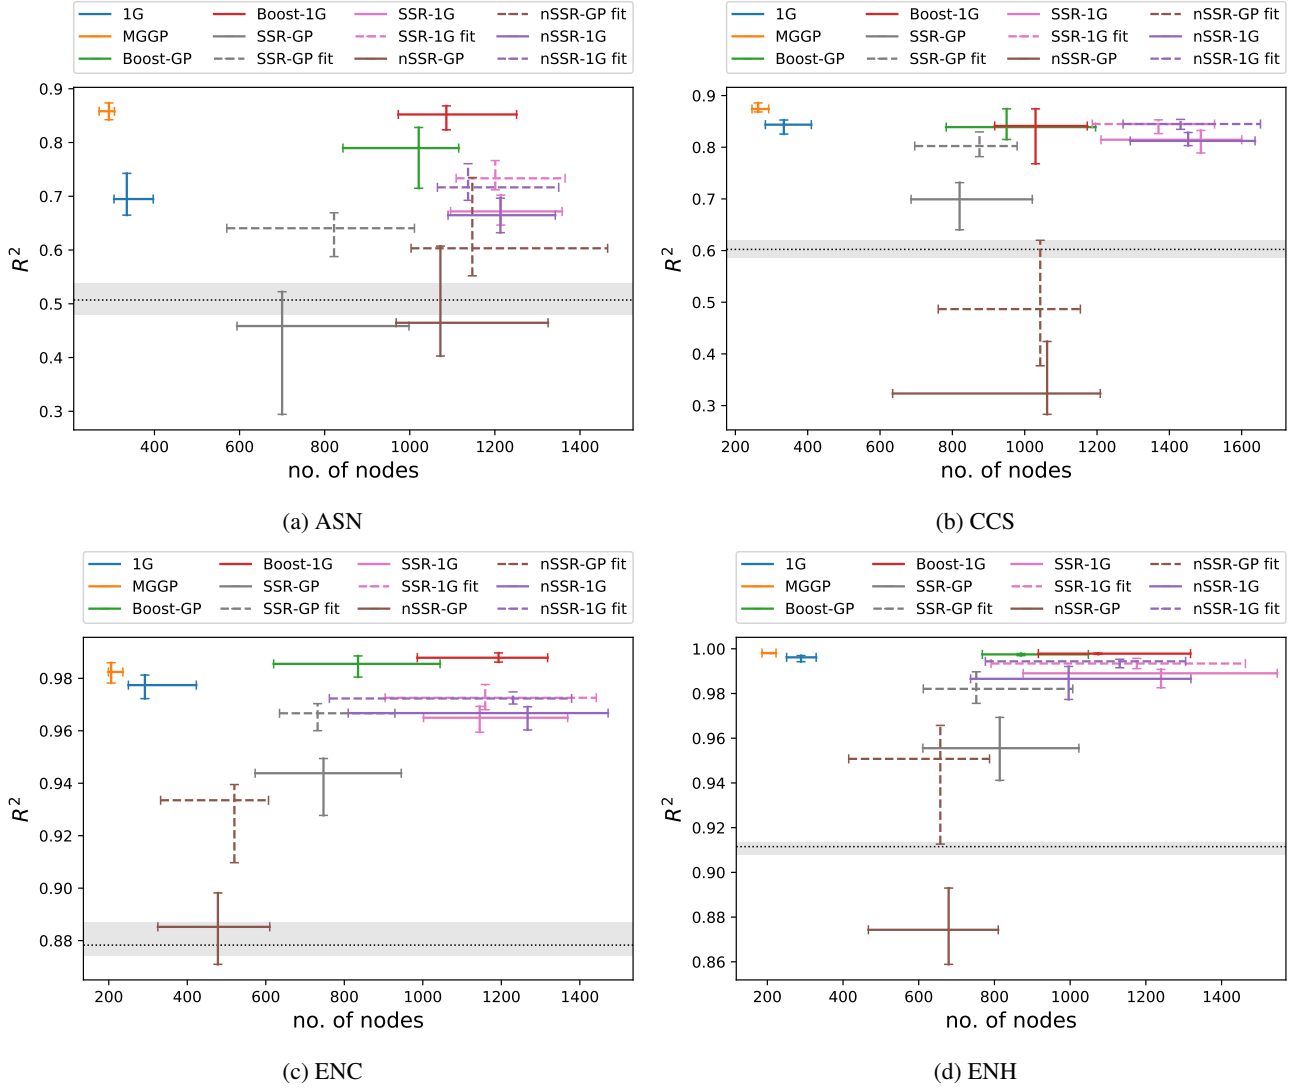 1G Boost-1G SSR-1G nSSR-GP fit
MGGP SSR-GP SSR-1G fit nSSR-1G
Boost-GP SSR-GP fit nSSR-GP nSSR-1G fit
0.9
0.8
0.7
0.6
0.5
0.4
0.3
R²
400 600 800 1000 1200 1400
no. of nodes
(a) ASN
1G Boost-1G SSR-1G nSSR-GP fit
MGGP SSR-GP SSR-1G fit nSSR-1G
Boost-GP SSR-GP fit nSSR-GP nSSR-1G fit
0.9
0.8
0.7
0.6
0.5
0.4
0.3
R²
200 400 600 800 1000 1200 1400 1600
no. of nodes
(b) CCS
1G Boost-1G SSR-1G nSSR-GP fit
MGGP SSR-GP SSR-1G fit nSSR-1G
Boost-GP SSR-GP fit nSSR-GP nSSR-1G fit
0.98
0.96
0.94
0.92
0.90
0.88
R²
200 400 600 800 1000 1200 1400
no. of nodes
(c) ENC
1G Boost-1G SSR-1G nSSR-GP fit
MGGP SSR-GP SSR-1G fit nSSR-1G
Boost-GP SSR-GP fit nSSR-GP nSSR-1G fit
1.00
0.98
0.96
0.94
0.92
0.90
0.88
0.86
R²
200 400 600 800 1000 1200 1400
no. of nodes
(d) ENH